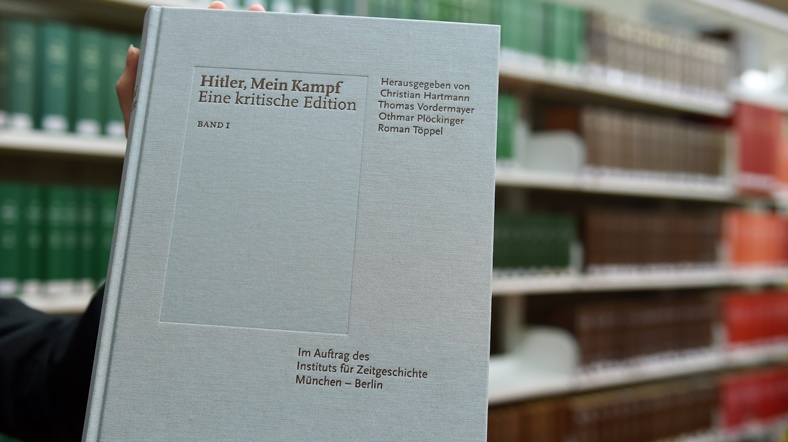 Hitler, Mein Kampf
Eine kritische Edition
BAND I
Herausgegeben von
Christian Hartmann
Thomas Vordermayer
Othmar Plöckinger
Roman Töppel
Im Auftrag des
Instituts für Zeitgeschichte
München – Berlin